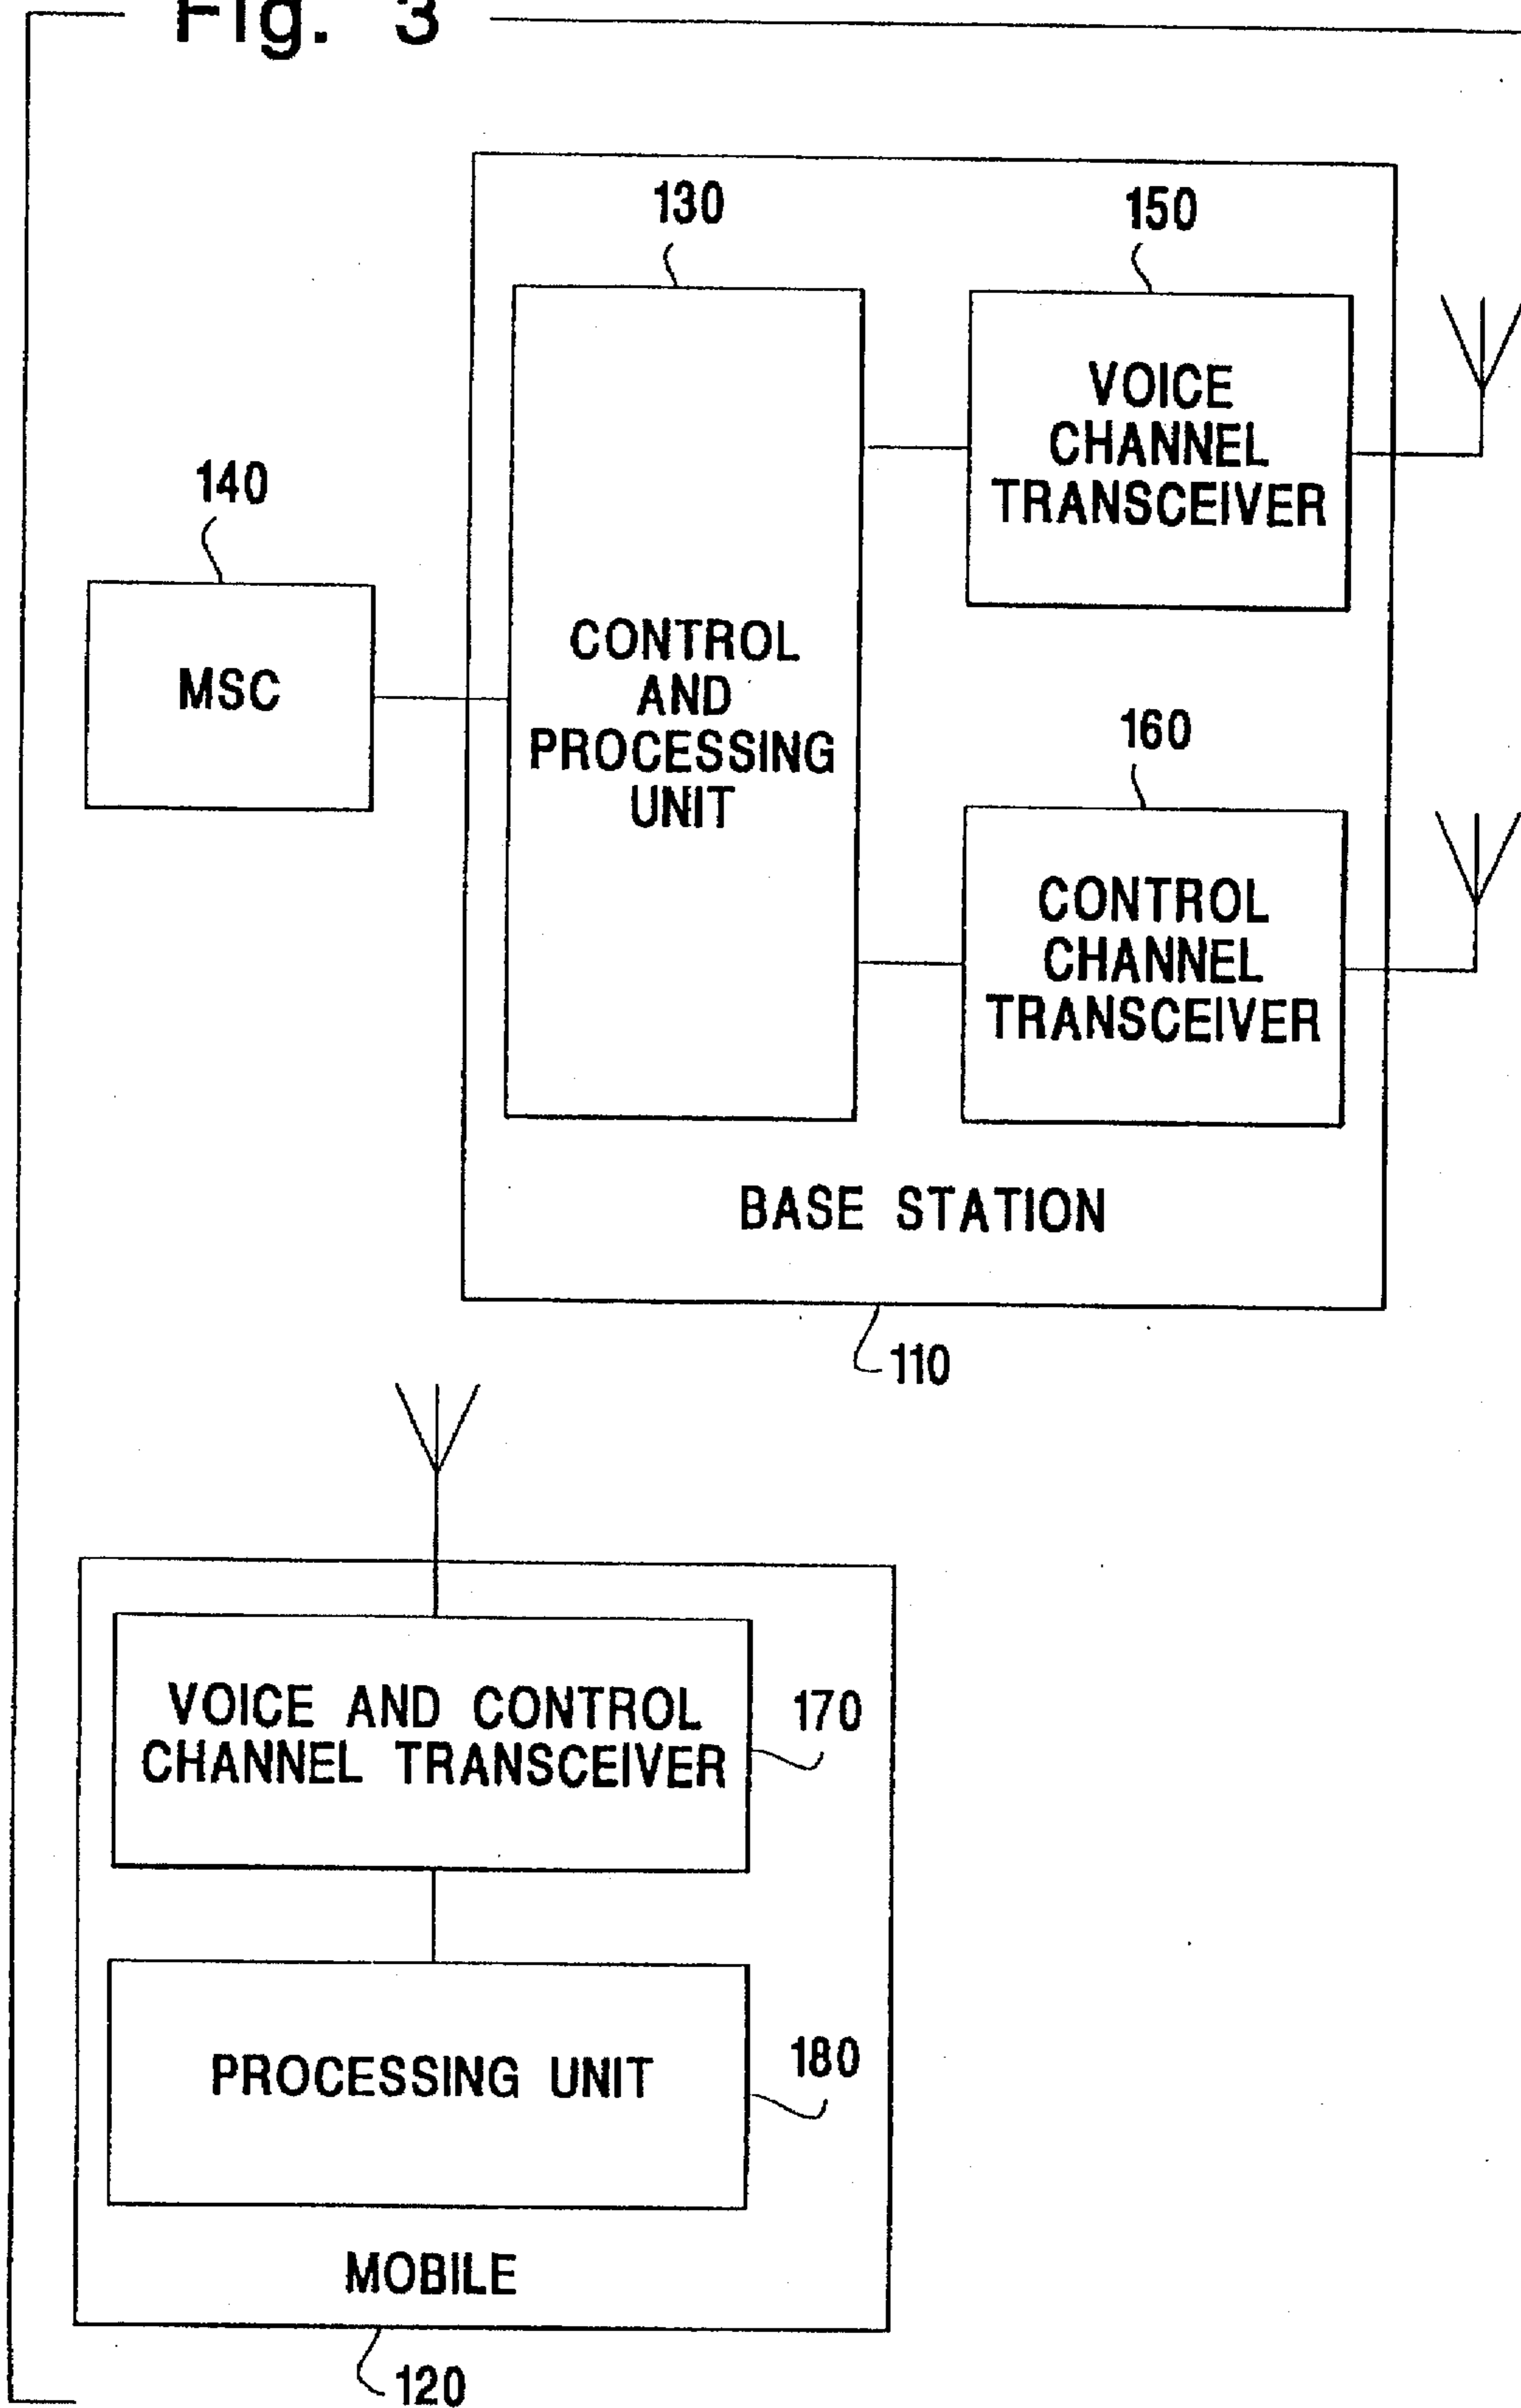 Fig. 3
130
150
VOICE
CHANNEL
TRANSCEIVER
140
MSC
CONTROL
AND
PROCESSING
UNIT
160
CONTROL
CHANNEL
TRANSCEIVER
BASE STATION
110
VOICE AND CONTROL
CHANNEL TRANSCEIVER
170
PROCESSING UNIT
180
MOBILE
120